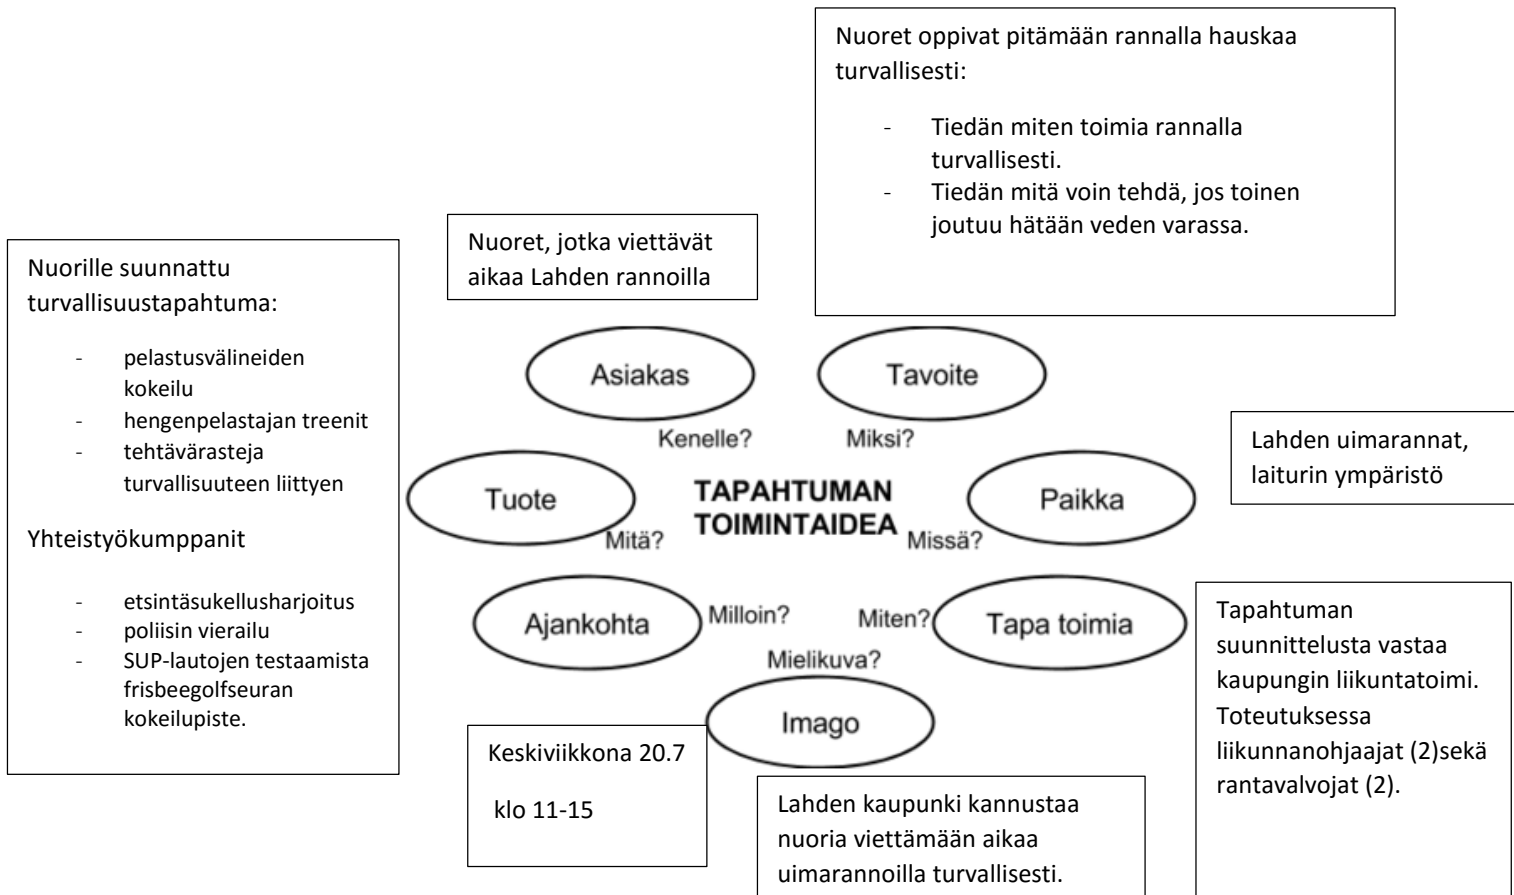 Nuoret oppivat pitämään rannalla hauskaa
turvallisesti:
- Tiedän miten toimia rannalla
turvallisesti.
- Tiedän mitä voin tehdä, jos toinen
joutuu hätään veden varassa.
Nuoret, jotka viettävät
aikaa Lahden rannoilla
Nuorille suunnattu
turvallisuustapahtuma:
- pelastusvälineiden
kokeilu
- hengenpelastajan treenit
- tehtävärasteja
turvallisuuteen liittyen
Yhteistyökumppanit
- etsintäsukellusharjoitus
- poliisin vierailu
- SUP-lautojen testaamista
frisbeegolfseuran
kokeilupiste.
Asiakas
Kenelle?
Tavoite
Miksi?
Tuote
Mitä?
TAPAHTUMAN
TOIMINTAIDEA
Paikka
Missä?
Lahden uimarannat,
laiturin ympäristö
Ajankohta
Milloin?
Miten?
Tapa toimia
Mielikuva?
Imago
Tapahtuman
suunnittelusta vastaa
kaupungin liikuntatoimi.
Toteutuksessa
liikunnanohjaajat (2)sekä
rantavalvojat (2).
Keskiviikkona 20.7
klo 11-15
Lahden kaupunki kannustaa
nuoria viettämään aikaa
uimarannoilla turvallisesti.